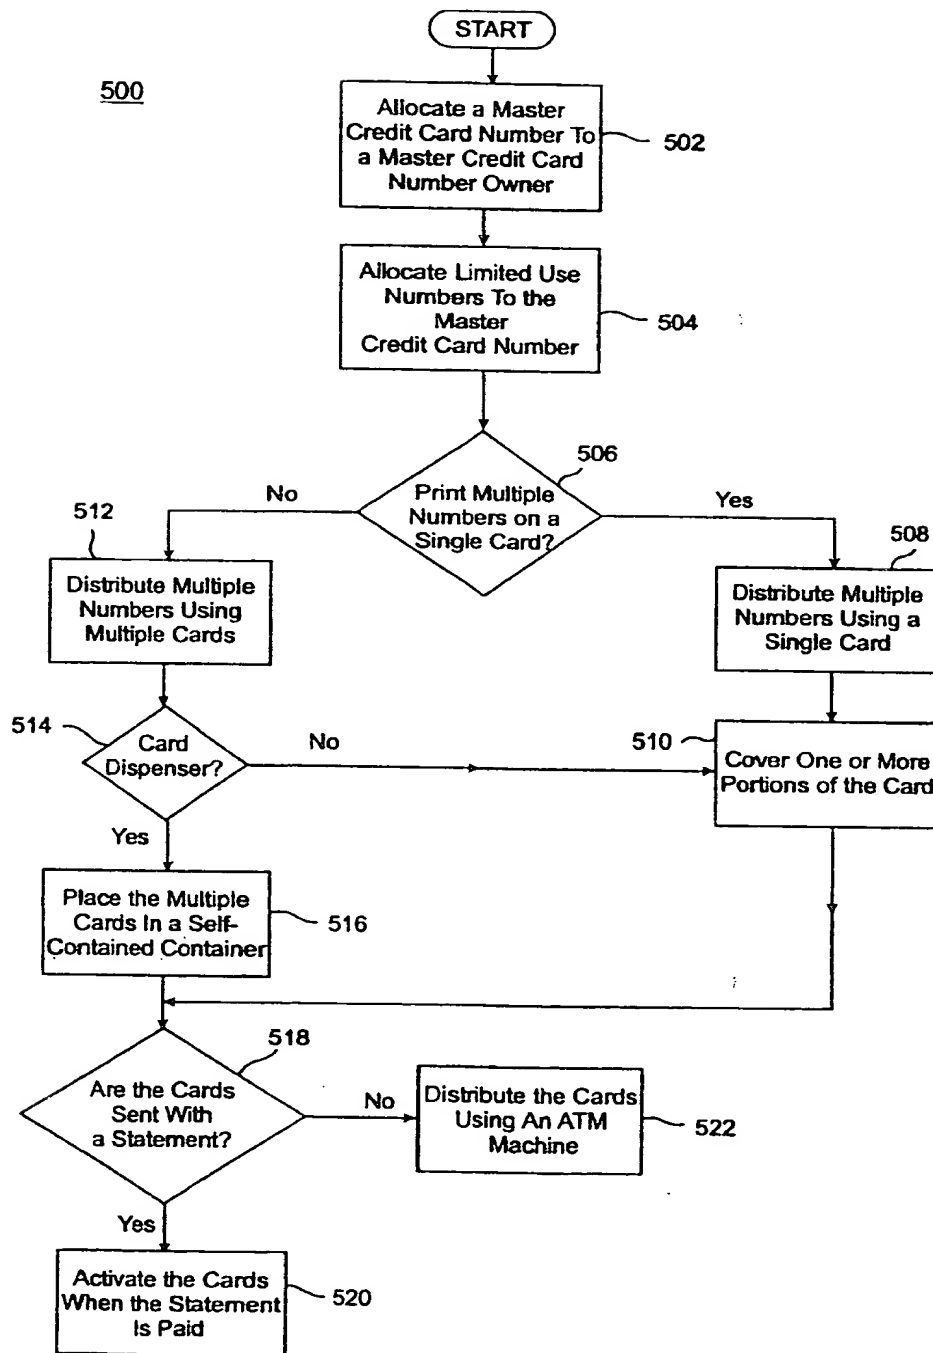 START
500
Allocate a Master
Credit Card Number To
a Master Credit Card
Number Owner
502
Allocate Limited Use
Numbers To the
Master
Credit Card Number
504
506
Print Multiple
Numbers on a
Single Card?
No
Yes
512
Distribute Multiple
Numbers Using
Multiple Cards
508
Distribute Multiple
Numbers Using a
Single Card
514
Card
Dispenser?
No
510
Cover One or More
Portions of the Card
Yes
Place the Multiple
Cards In a Self-
Contained Container
516
518
Are the Cards
Sent With
a Statement?
No
Distribute the Cards
Using An ATM
Machine
522
Yes
Activate the Cards
When the Statement
Is Paid
520